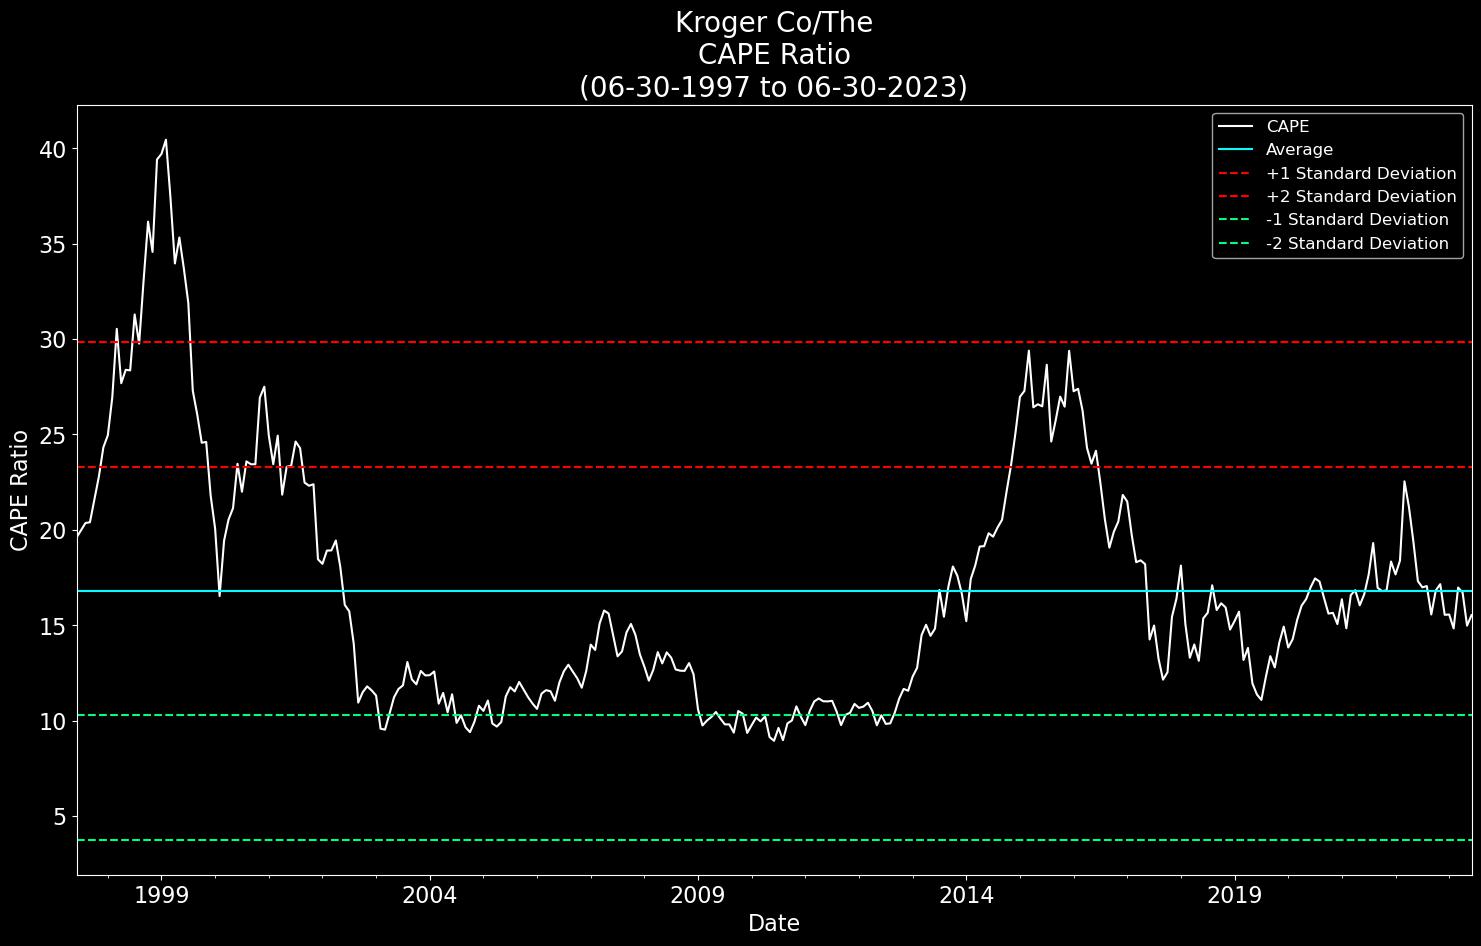 Kroger Co/The
CAPE Ratio
(06-30-1997 to 06-30-2023)
CAPE
Average
+1 Standard Deviation
+2 Standard Deviation
-1 Standard Deviation
-2 Standard Deviation
CAPE Ratio
40
35
30
25
20
15
10
5
1999
2004
2009
2014
2019
Date